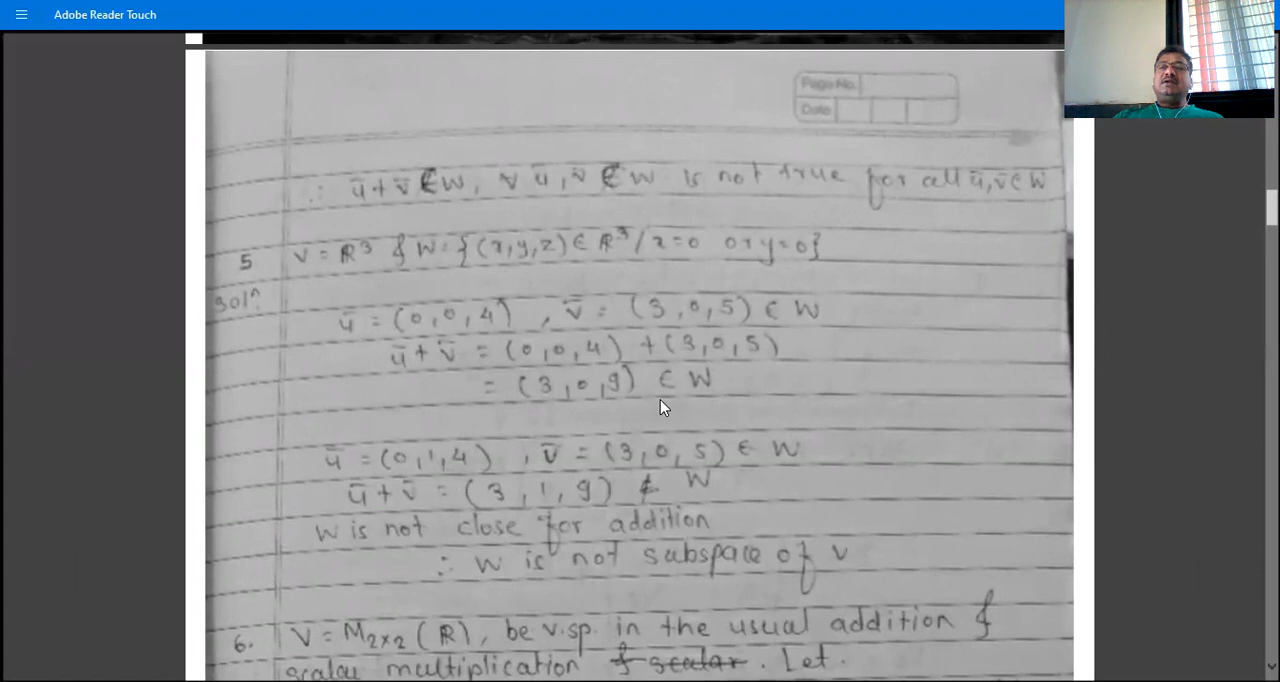 Adobe Reader Touch
Page No.
Date
∴ ū + v̄ ∈ W, ∀ ū, v̄ ∈ W is not true for all ū, v̄ ∈ W
5 V = ℝ³ & W = {(x, y, z) ∈ ℝ³ / x = 0 or y = 0}
Solⁿ
ū = (0, 0, 4) , v̄ = (3, 0, 5) ∈ W
ū + v̄ = (0, 0, 4) + (3, 0, 5)
= (3, 0, 9) ∈ W
ū = (0, 1, 4) , v̄ = (3, 0, 5) ∈ W
ū + v̄ = (3, 1, 9) ∉ W
W is not close for addition
∴ W is not subspace of V
6. V = M₂ₓ₂ (ℝ), be v.sp. in the usual addition &
scalar multiplication & scalar. Let.